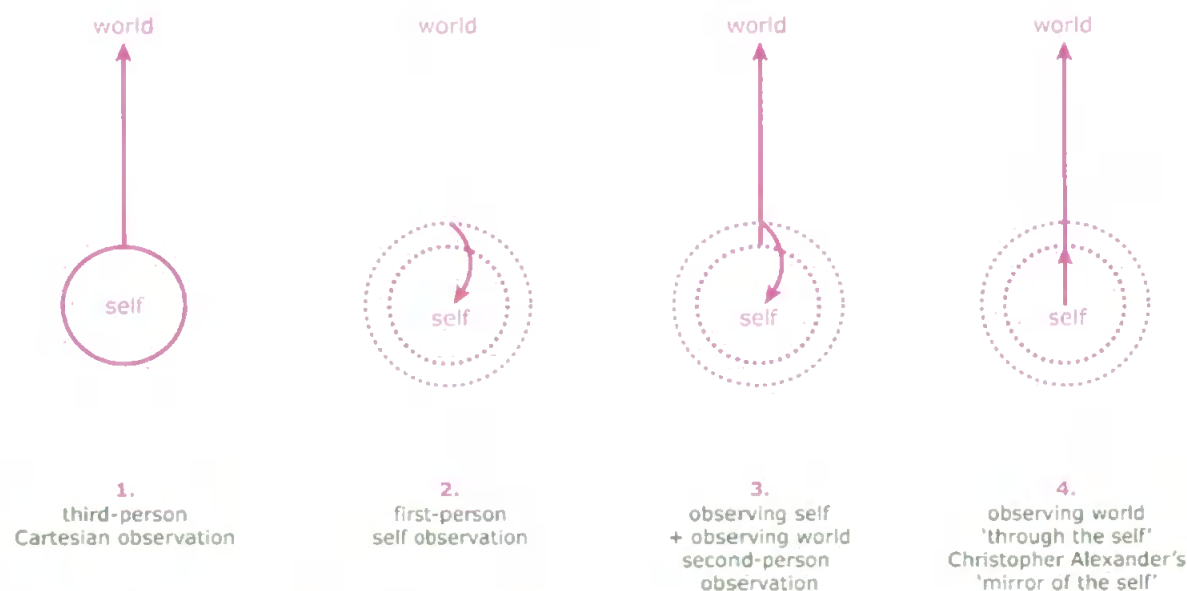 world
world
world
world
self
self
self
self
1.
third-person
Cartesian observation
2.
first-person
self observation
3.
observing self
+ observing world
second-person
observation
4.
observing world
'through the self'
Christopher Alexander's
'mirror of the self'